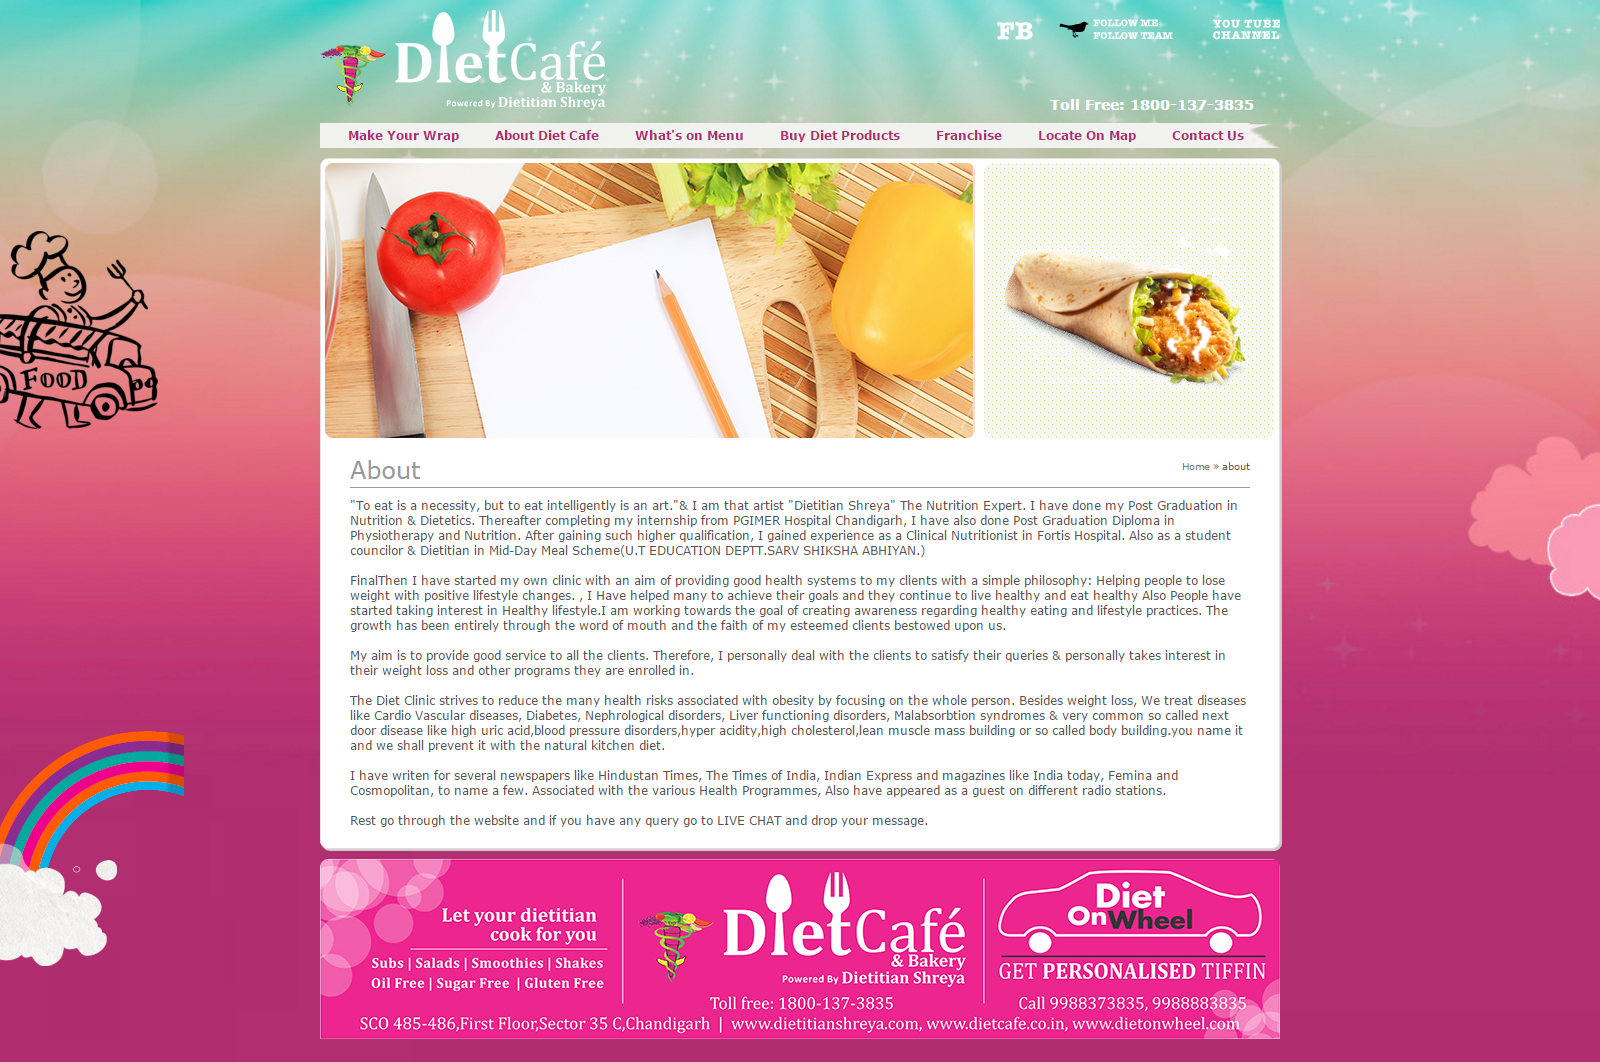 DietCafé
& Bakery
Powered By Dietitian Shreya
FB
FOLLOW ME
FOLLOW TEAM
YOU TUBE
CHANNEL
Toll Free: 1800-137-3835
Make Your Wrap About Diet Cafe What's on Menu Buy Diet Products Franchise Locate On Map Contact Us
FOOD
About
Home » about
"To eat is a necessity, but to eat intelligently is an art."& I am that artist "Dietitian Shreya" The Nutrition Expert. I have done my Post Graduation in
Nutrition & Dietetics. Thereafter completing my internship from PGIMER Hospital Chandigarh, I have also done Post Graduation Diploma in
Physiotherapy and Nutrition. After gaining such higher qualification, I gained experience as a Clinical Nutritionist in Fortis Hospital. Also as a student
councilor & Dietitian in Mid-Day Meal Scheme(U.T EDUCATION DEPTT.SARV SHIKSHA ABHIYAN.)
FinalThen I have started my own clinic with an aim of providing good health systems to my clients with a simple philosophy: Helping people to lose
weight with positive lifestyle changes. , I Have helped many to achieve their goals and they continue to live healthy and eat healthy Also People have
started taking interest in Healthy lifestyle.I am working towards the goal of creating awareness regarding healthy eating and lifestyle practices. The
growth has been entirely through the word of mouth and the faith of my esteemed clients bestowed upon us.
My aim is to provide good service to all the clients. Therefore, I personally deal with the clients to satisfy their queries & personally takes interest in
their weight loss and other programs they are enrolled in.
The Diet Clinic strives to reduce the many health risks associated with obesity by focusing on the whole person. Besides weight loss, We treat diseases
like Cardio Vascular diseases, Diabetes, Nephrological disorders, Liver functioning disorders, Malabsorbtion syndromes & very common so called next
door disease like high uric acid,blood pressure disorders,hyper acidity,high cholesterol,lean muscle mass building or so called body building.you name it
and we shall prevent it with the natural kitchen diet.
I have writen for several newspapers like Hindustan Times, The Times of India, Indian Express and magazines like India today, Femina and
Cosmopolitan, to name a few. Associated with the various Health Programmes, Also have appeared as a guest on different radio stations.
Rest go through the website and if you have any query go to LIVE CHAT and drop your message.
Let your dietitian
cook for you
Subs | Salads | Smoothies | Shakes
Oil Free | Sugar Free | Gluten Free
DietCafé
& Bakery
Powered By Dietitian Shreya
Toll free: 1800-137-3835
Diet
OnWheel
GET PERSONALISED TIFFIN
Call 9988373835, 9988883835
SCO 485-486,First Floor,Sector 35 C,Chandigarh | www.dietitianshreya.com, www.dietcafe.co.in, www.dietonwheel.com